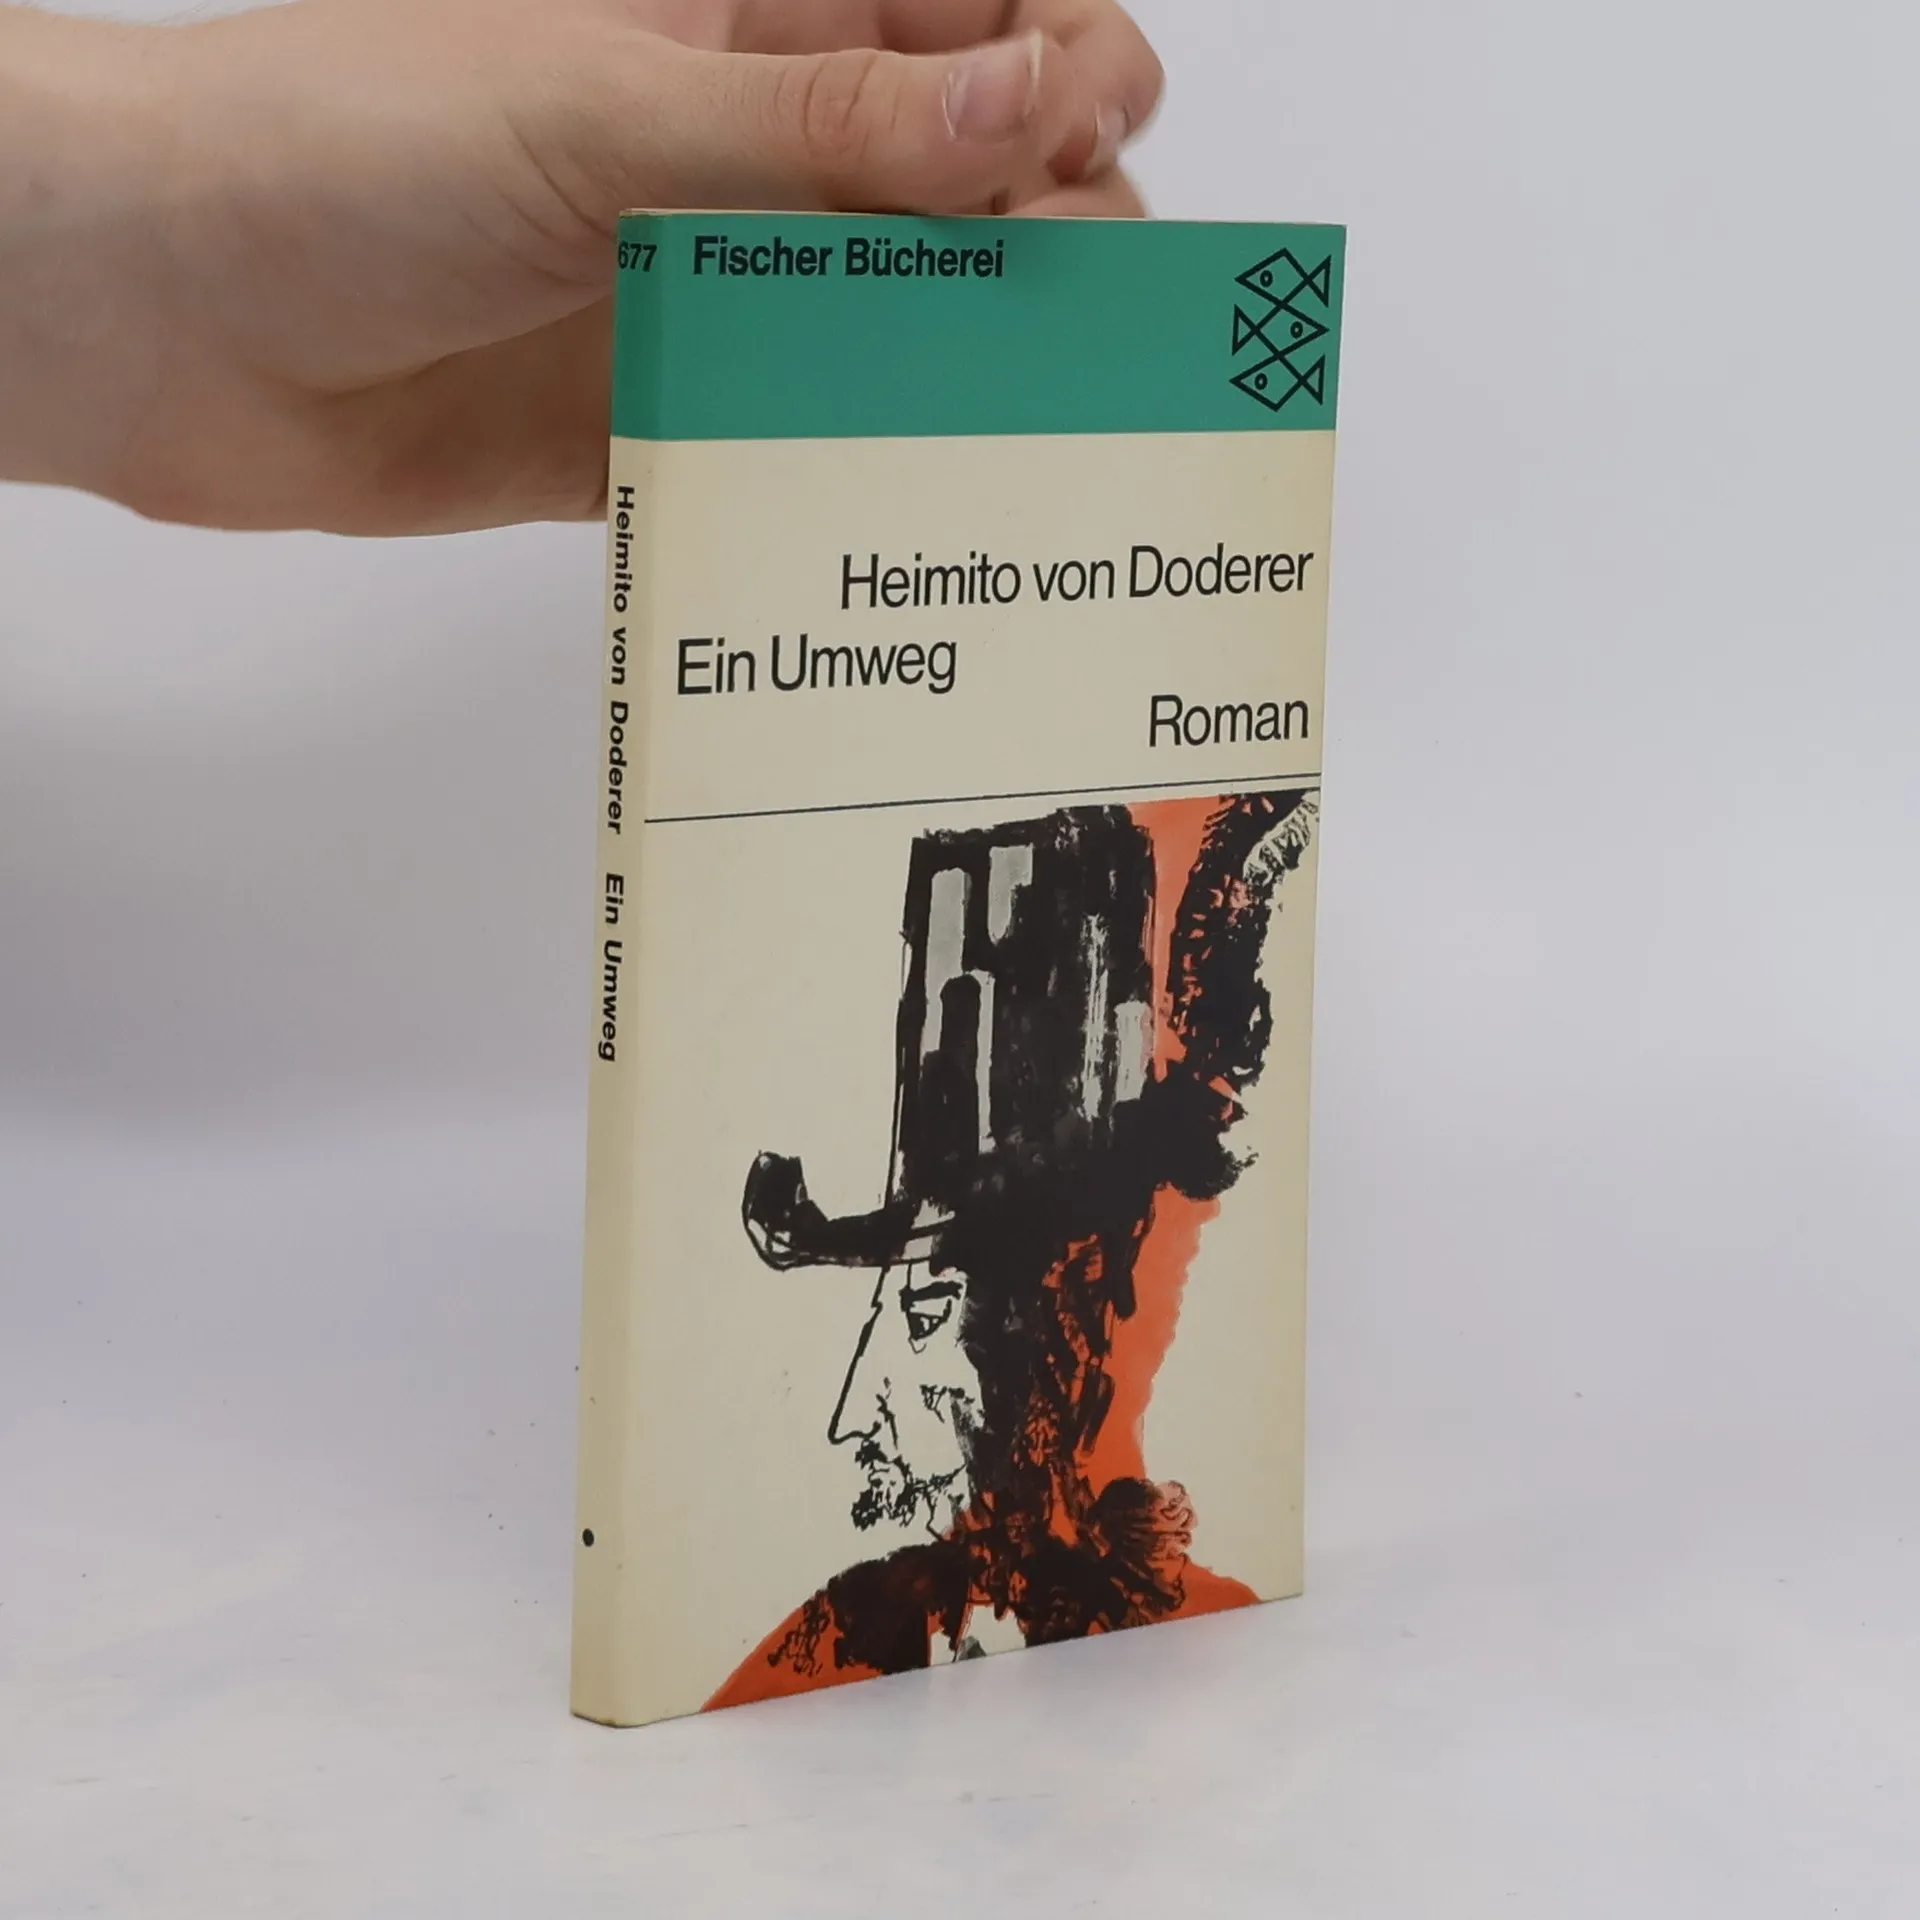 677 Fischer Bücherei
Heimito von Doderer
Ein Umweg
Roman
Heimito von Doderer Ein Umweg